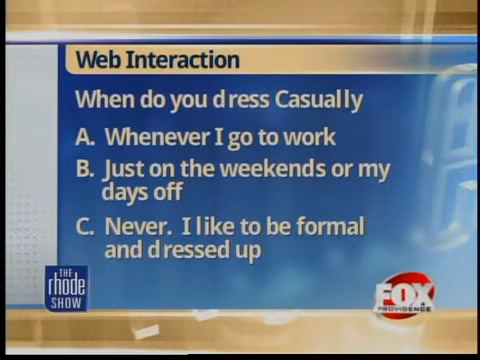 Web Interaction
When do you dress Casually
A. Whenever I go to work
B. Just on the weekends or my
days off
C. Never. I like to be formal
and dressed up
THE
rhode
SHOW
FOX
PROVIDENCE